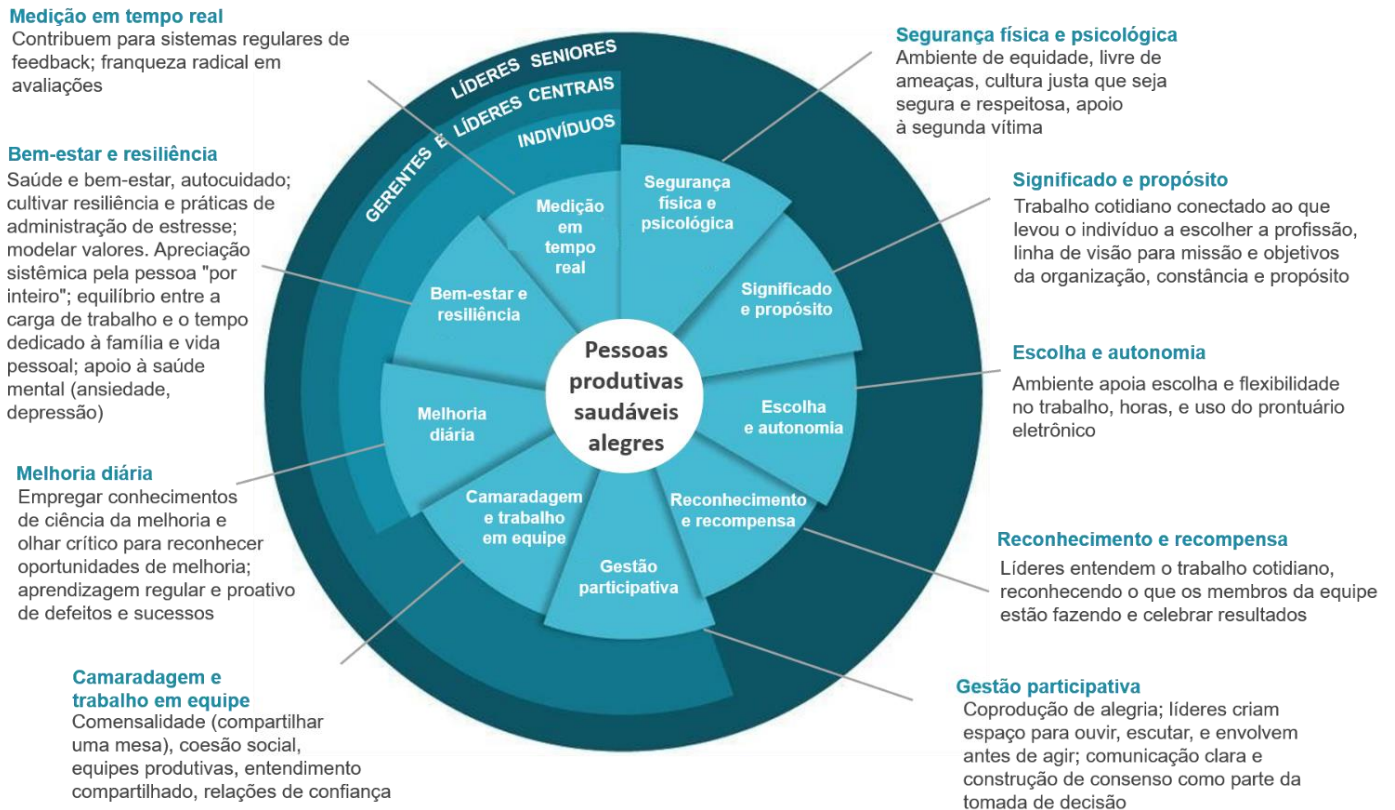 Medição em tempo real
Contribuem para sistemas regulares de
feedback; franqueza radical em
avaliações
Bem-estar e resiliência
Saúde e bem-estar, autocuidado;
cultivar resiliência e práticas de
administração de estresse;
modelar valores. Apreciação
sistêmica pela pessoa "por
inteiro"; equilíbrio entre a
carga de trabalho e o tempo
dedicado à família e vida
pessoal; apoio à saúde
mental (ansiedade,
depressão)
Melhoria diária
Empregar conhecimentos
de ciência da melhoria e
olhar crítico para reconhecer
oportunidades de melhoria;
aprendizagem regular e proativo
de defeitos e sucessos
Camaradagem e
trabalho em equipe
Comensalidade (compartilhar
uma mesa), coesão social,
equipes produtivas, entendimento
compartilhado, relações de confiança
LÍDERES SENIORES
GERENTES E LÍDERES CENTRAIS
INDIVÍDUOS
Medição
em
tempo
real
Segurança
física e
psicológica
Bem-estar e
resiliência
Significado
e propósito
Pessoas
produtivas
saudáveis
alegres
Melhoria
diária
Escolha
e autonomia
Camaradagem
e trabalho
em equipe
Reconhecimento
e recompensa
Gestão
participativa
Segurança física e psicológica
Ambiente de equidade, livre de
ameaças, cultura justa que seja
segura e respeitosa, apoio
à segunda vítima
Significado e propósito
Trabalho cotidiano conectado ao que
levou o indivíduo a escolher a profissão,
linha de visão para missão e objetivos
da organização, constância e propósito
Escolha e autonomia
Ambiente apoia escolha e flexibilidade
no trabalho, horas, e uso do prontuário
eletrônico
Reconhecimento e recompensa
Líderes entendem o trabalho cotidiano,
reconhecendo o que os membros da equipe
estão fazendo e celebrar resultados
Gestão participativa
Coprodução de alegria; líderes criam
espaço para ouvir, escutar, e envolvem
antes de agir; comunicação clara e
construção de consenso como parte da
tomada de decisão